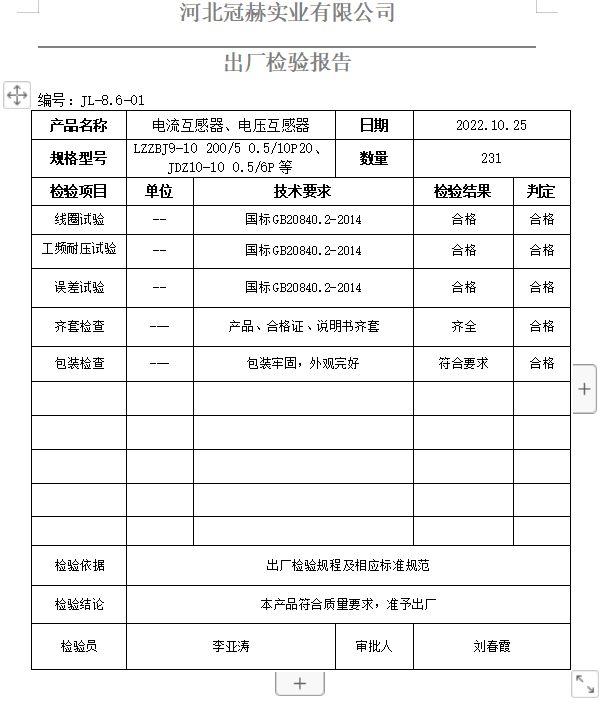 河北冠赫实业有限公司
出厂检验报告
编号：JL-8.6-01
产品名称 电流互感器、电压互感器 日期 2022.10.25
规格型号 LZZBJ9-10 200/5 0.5/10P20、
JDZ10-10 0.5/6P 等 数量 231
检验项目 单位 技术要求 检验结果 判定
线圈试验 -- 国标GB20840.2-2014 合格 合格
工频耐压试验 -- 国标GB20840.2-2014 合格 合格
误差试验 -- 国标GB20840.2-2014 合格 合格
齐套检查 -— 产品、合格证、说明书齐套 齐全 合格
包装检查 -— 包装牢固，外观完好 符合要求 合格
检验依据 出厂检验规程及相应标准规范
检验结论 本产品符合质量要求，准予出厂
检验员 李亚涛 审批人 刘春霞